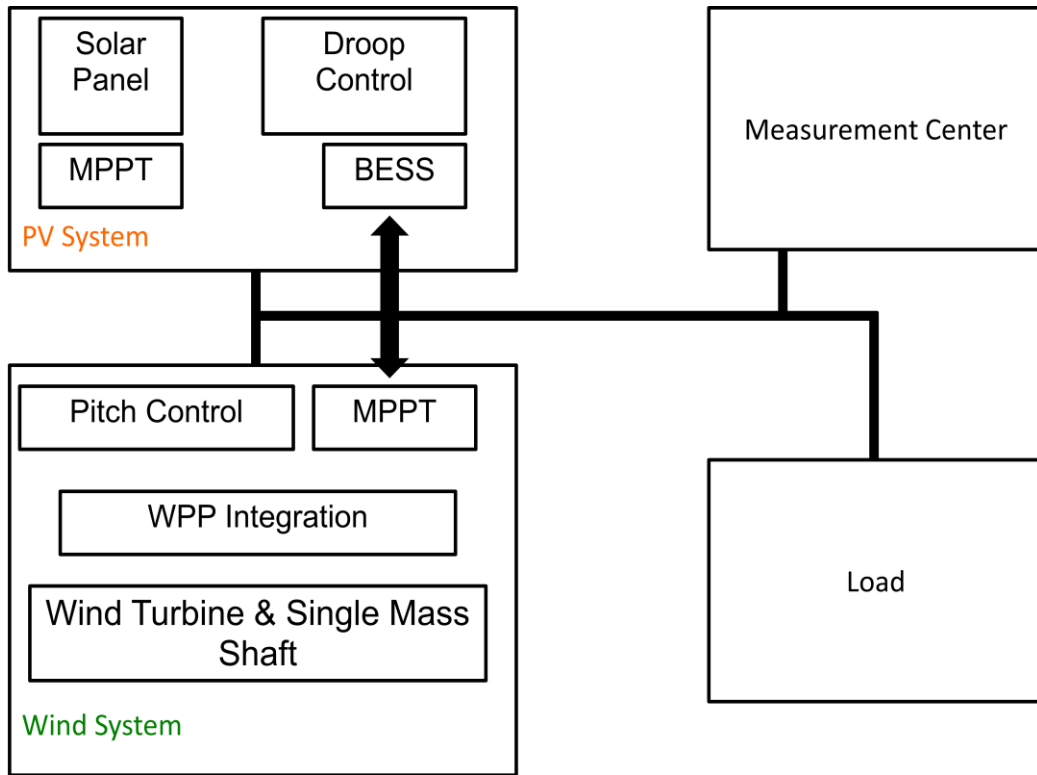 Solar
Panel
Droop
Control
MPPT
BESS
PV System
Measurement Center
Pitch Control
MPPT
WPP Integration
Wind Turbine & Single Mass
Shaft
Wind System
Load